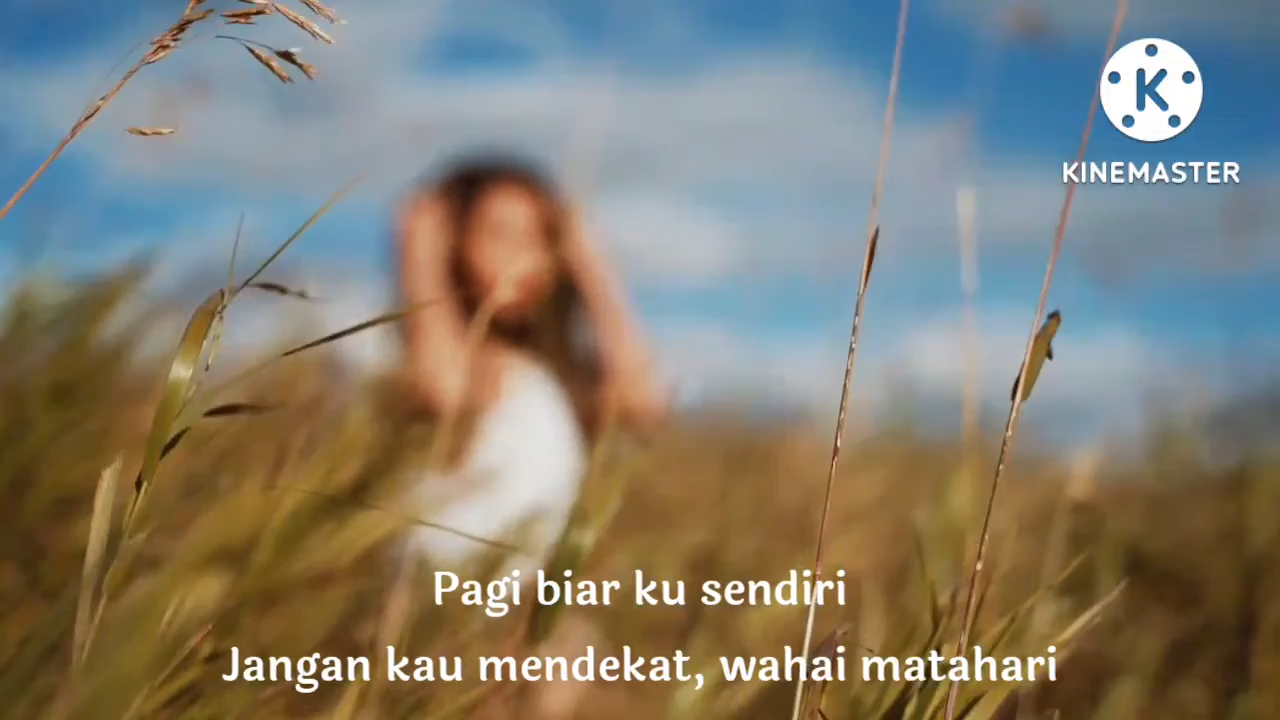 K
KINEMASTER
Pagi biar ku sendiri
Jangan kau mendekat, wahai matahari